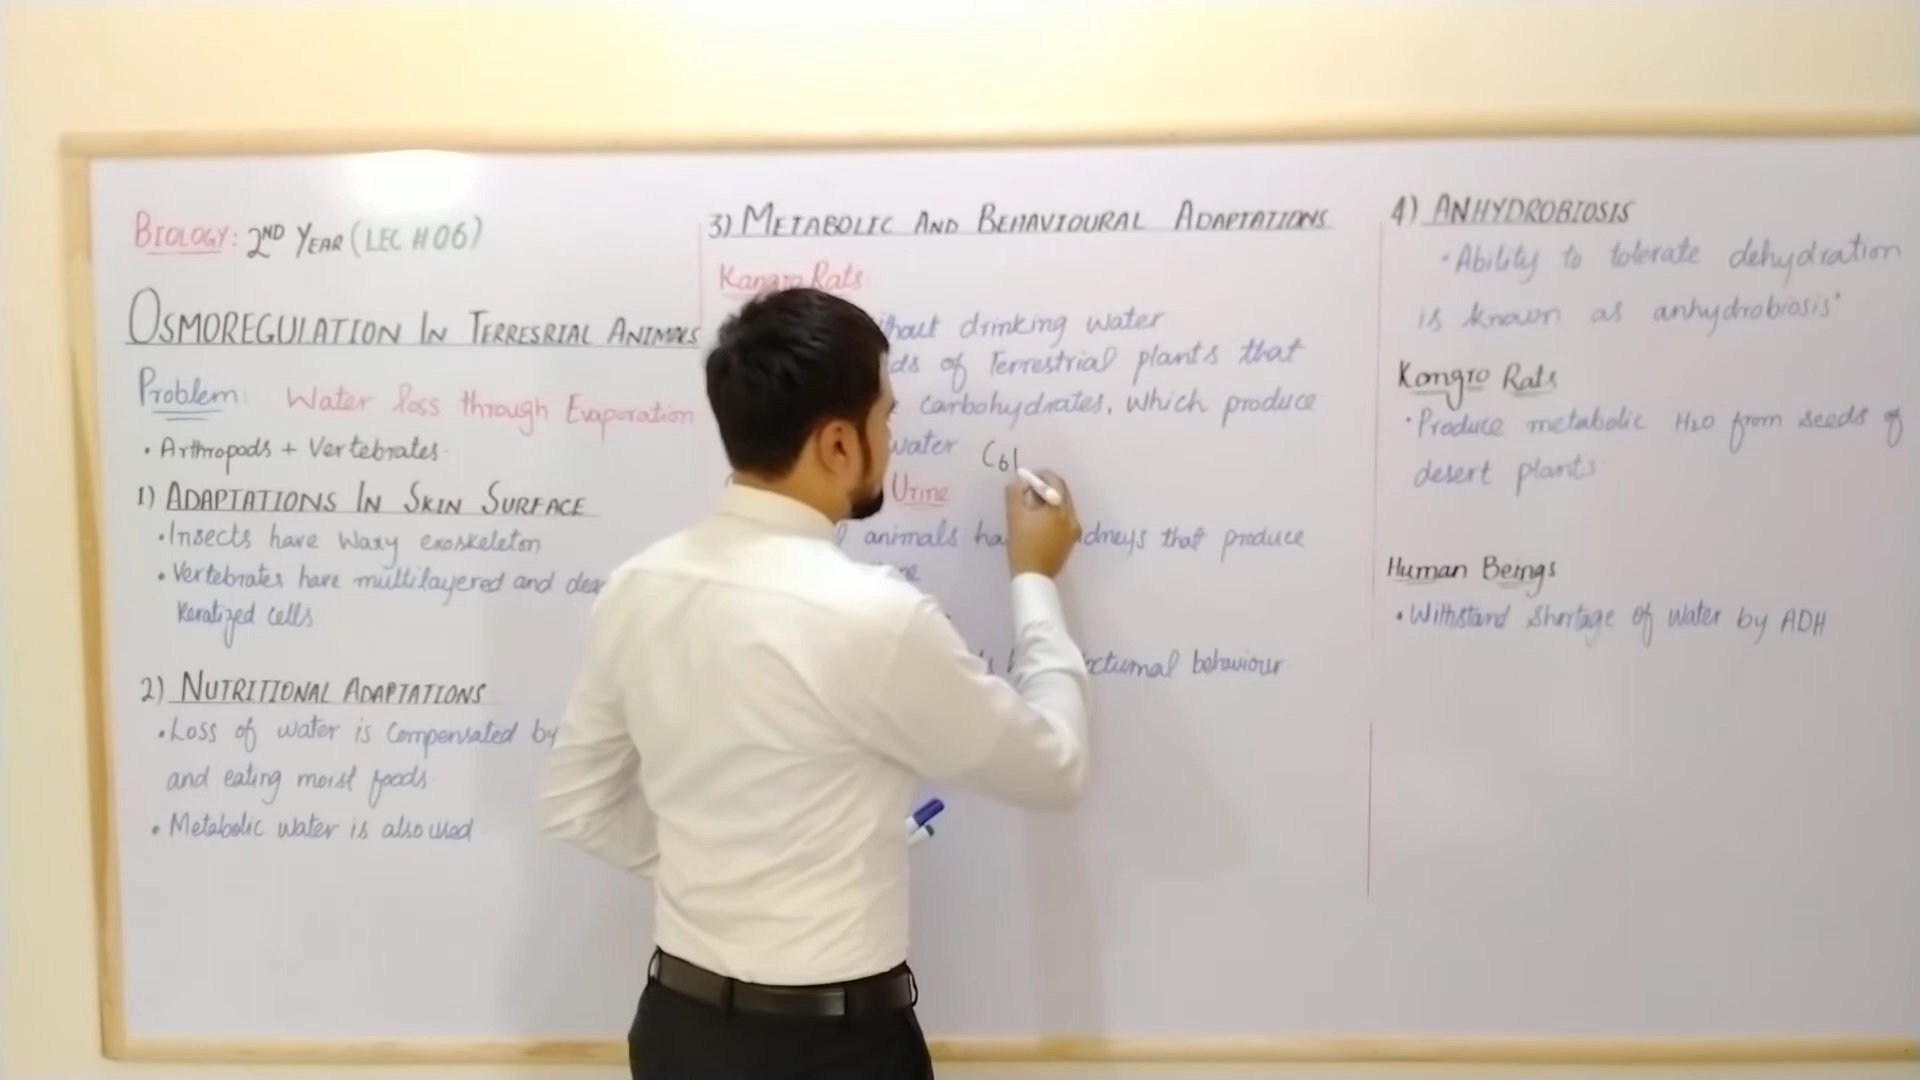 BIOLOGY: 2ND YEAR (LEC #06)
OSMOREGULATION IN TERRESRIAL ANIMALS
Problem: Water loss through Evaporation
• Arthropods + Vertebrates
1) ADAPTATIONS IN SKIN SURFACE
• Insects have waxy exoskeleton
• Vertebrates have multilayered and
Keratized cells
2) NUTRITIONAL ADAPTATIONS
• Loss of water is compensated by
and eating moist foods
• Metabolic water is also used
3) METABOLIC AND BEHAVIOURAL ADAPTATIONS
Kangro Rats:
drinking water
of Terrestrial plants that
carbohydrates, which produce
water C6
Urine
animals that produce
behaviour
4) ANHYDROBIOSIS
• Ability to tolerate dehydration
is known as anhydrobiosis"
Kangro Rats
• Produce metabolic H2O from seeds of
desert plants
Human Beings
• Withstand shortage of water by ADH